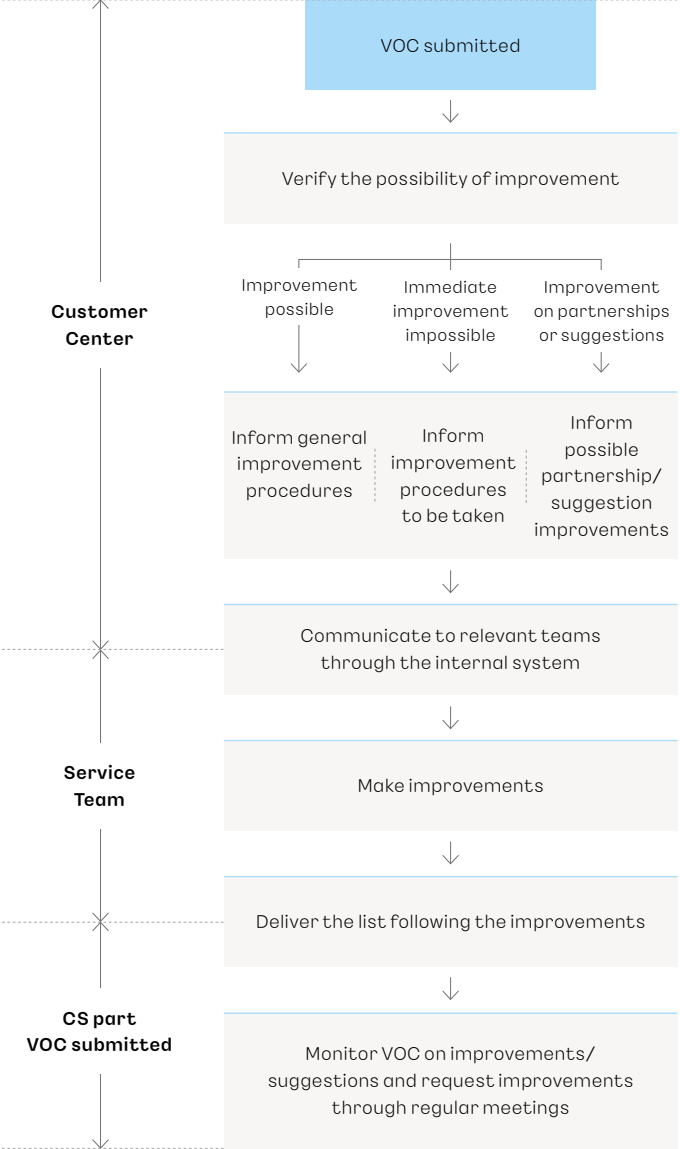 VOC submitted
Verify the possibility of improvement
Improvement
possible
Immediate
improvement
impossible
Improvement
on partnerships
or suggestions
Customer
Center
Inform general
improvement
procedures
Inform
improvement
procedures
to be taken
Inform
possible
partnership/
suggestion
improvements
Communicate to relevant teams
through the internal system
Service
Team
Make improvements
Deliver the list following the improvements
CS part
VOC submitted
Monitor VOC on improvements/
suggestions and request improvements
through regular meetings